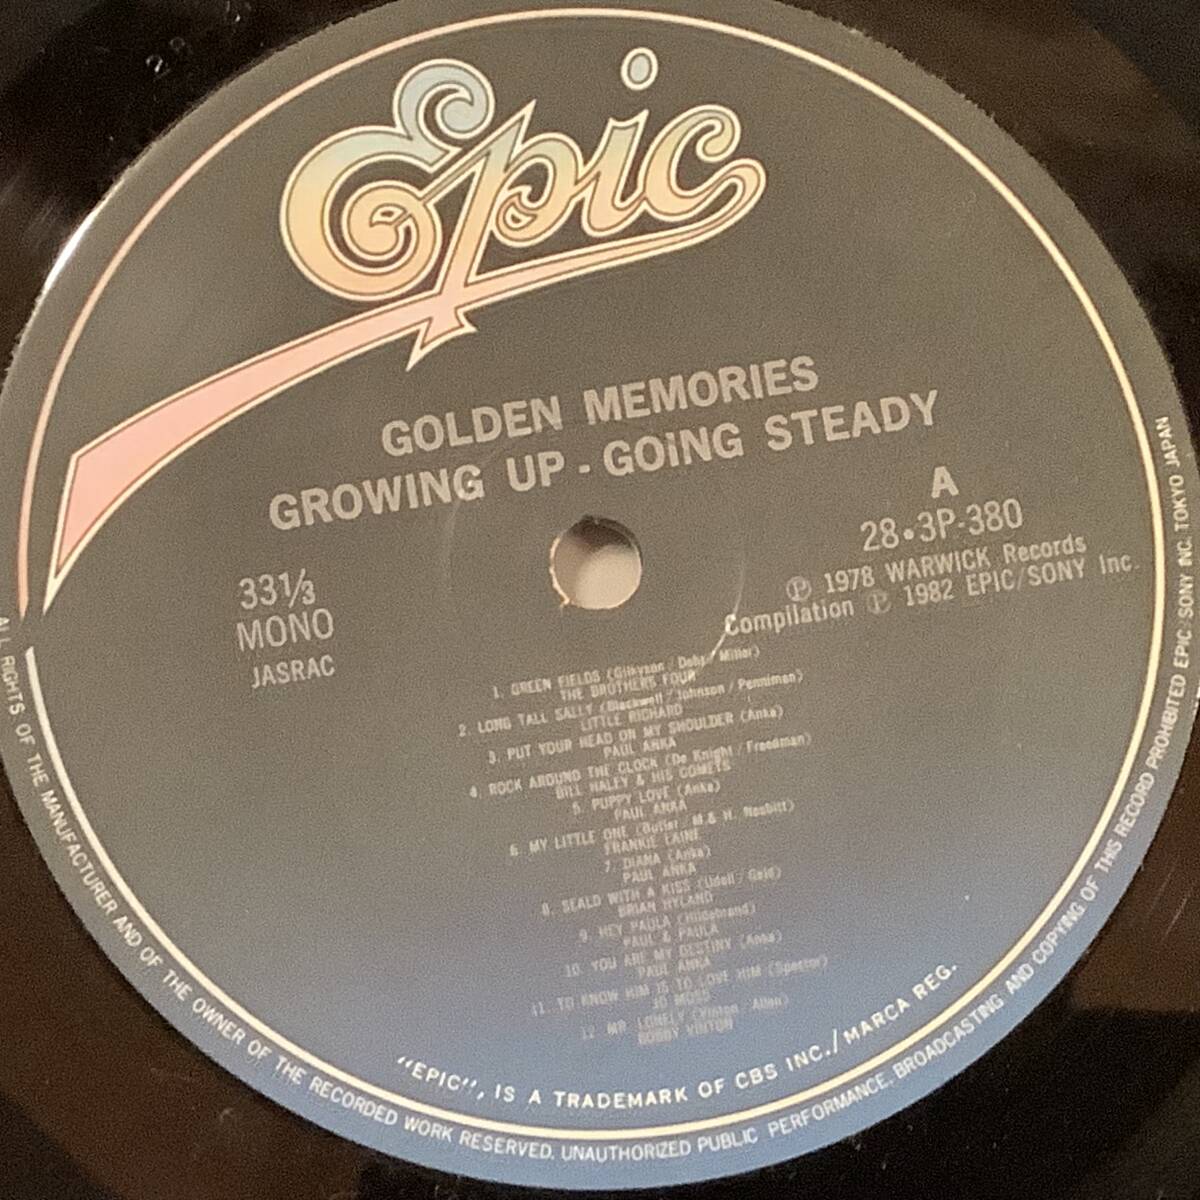 Epic
GOLDEN MEMORIES
GROWING UP - GOING STEADY
A
28•3P-380
Ⓟ 1978 WARWICK Records
Compilation Ⓟ 1982 EPIC/SONY Inc.
33⅓
MONO
JASRAC
1. GREEN FIELDS (Gilkyson / Dehr / Miller)
THE BROTHERS FOUR
2. LONG TALL SALLY (Blackwell / Johnson / Penniman)
LITTLE RICHARD
3. PUT YOUR HEAD ON MY SHOULDER (Anka)
PAUL ANKA
4. ROCK AROUND THE CLOCK (De Knight / Freedman)
BILL HALEY & HIS COMETS
5. PUPPY LOVE (Anka)
PAUL ANKA
6. MY LITTLE ONE (Butler / M. & H. Nesbitt)
FRANKIE LAINE
7. DIANA (Anka)
PAUL ANKA
8. SEALD WITH A KISS (Udell / Geld)
BRIAN HYLAND
9. HEY PAULA (Hildebrand)
PAUL & PAULA
10. YOU ARE MY DESTINY (Anka)
PAUL ANKA
11. TO KNOW HIM IS TO LOVE HIM (Spector)
JO MOSS
12. MR. LONELY (Vinton / Allen)
BOBBY VINTON
"EPIC", IS A TRADEMARK OF CBS INC./MARCA REG.
ALL RIGHTS OF THE MANUFACTURER AND OF THE OWNER OF THE RECORDED WORK RESERVED. UNAUTHORIZED PUBLIC PERFORMANCE, BROADCASTING AND COPYING OF THIS RECORD PROHIBITED EPIC/SONY INC. TOKYO JAPAN